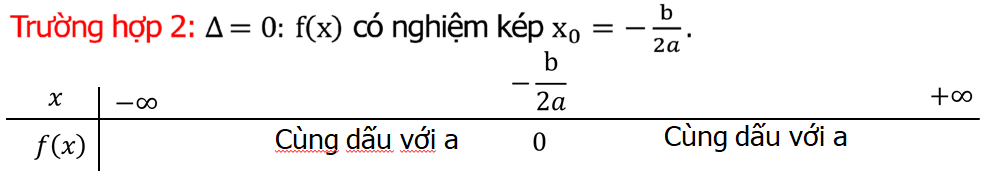 Trường hợp 2: Δ = 0: f(x) có nghiệm kép x₀ = −b/2a.
x −∞ −b/2a +∞
f(x) Cùng dấu với a 0 Cùng dấu với a